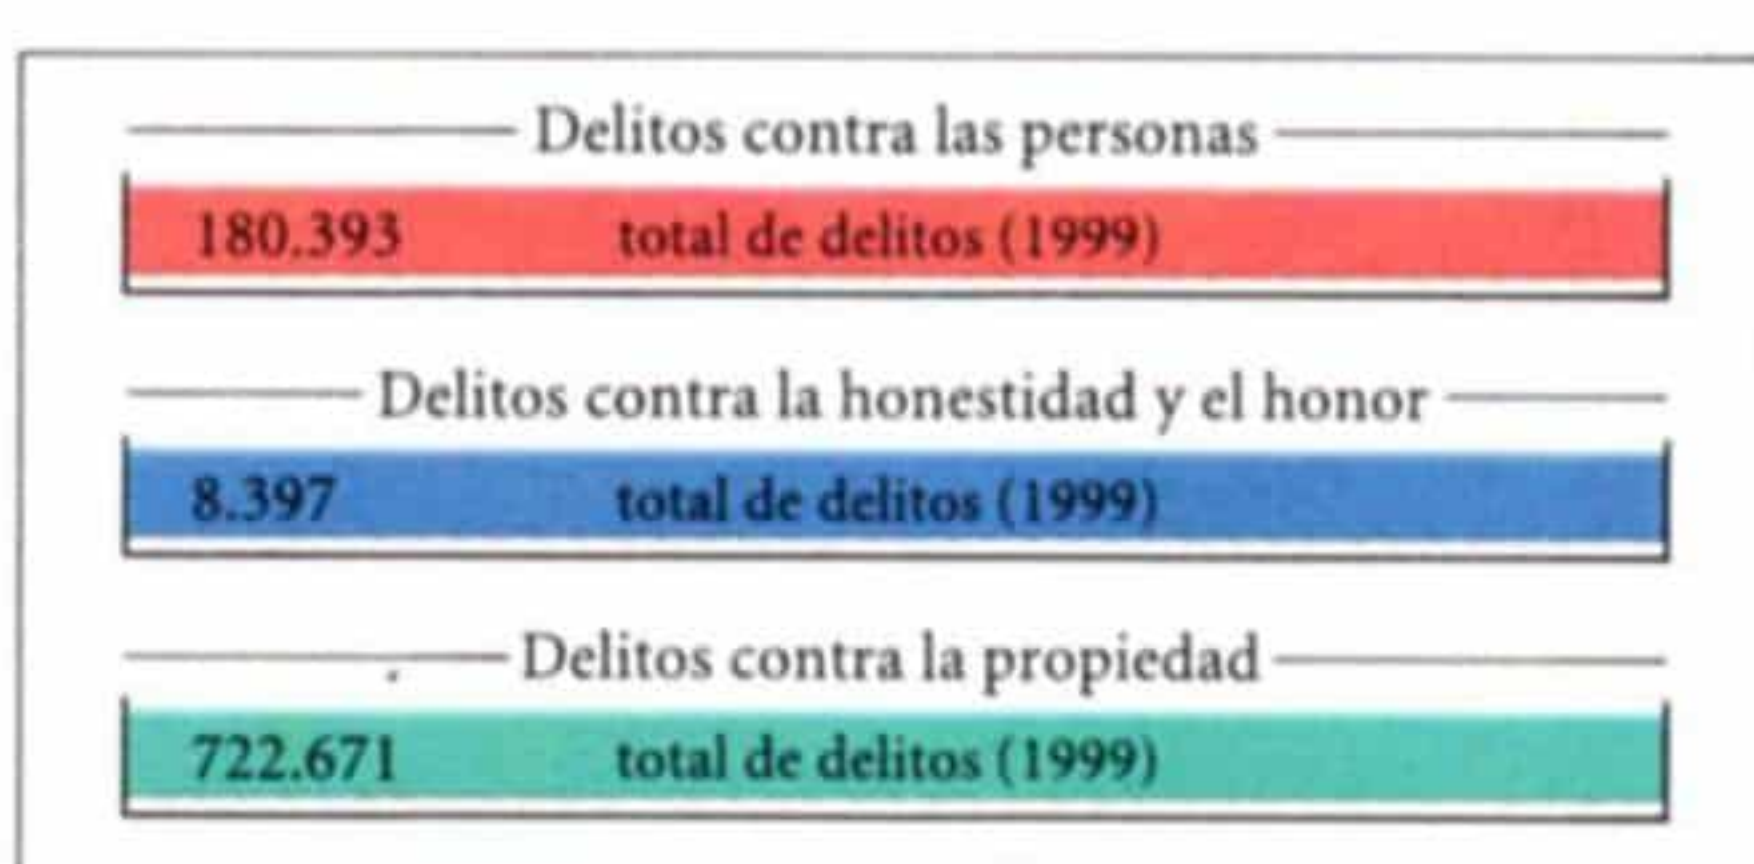 Delitos contra las personas
180.393 total de delitos (1999)
Delitos contra la honestidad y el honor
8.397 total de delitos (1999)
Delitos contra la propiedad
722.671 total de delitos (1999)